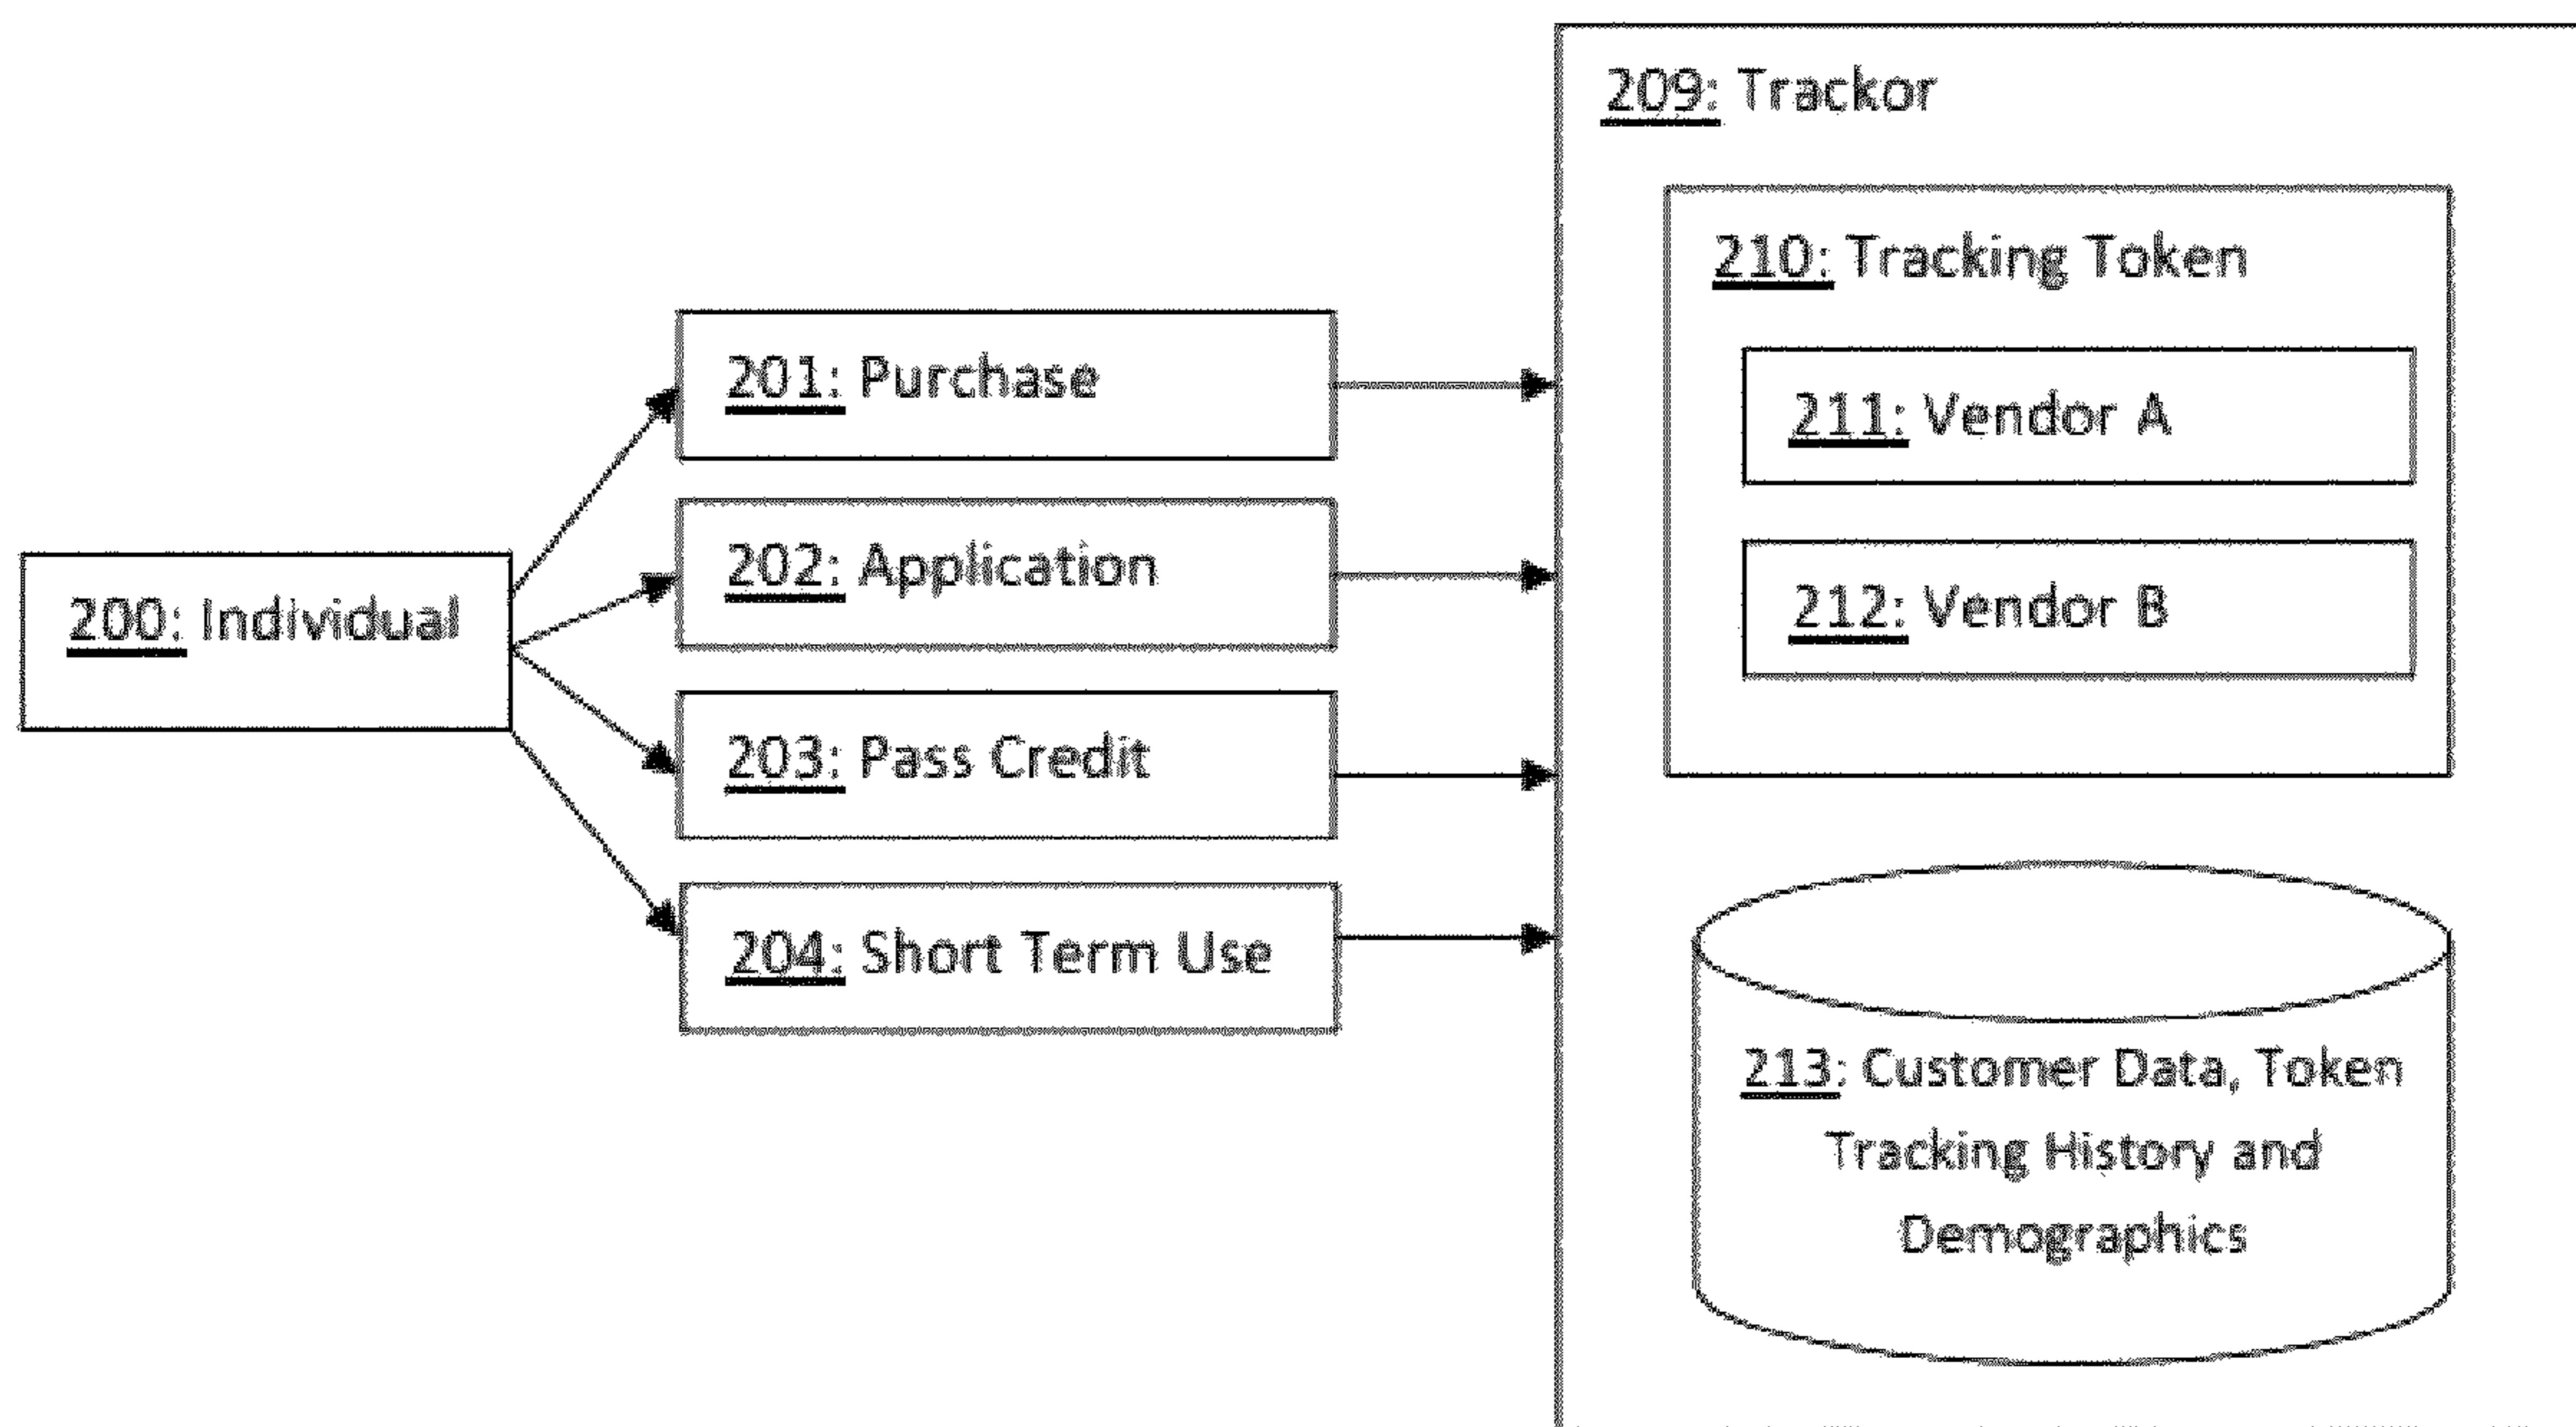 209: Trackor
210: Tracking Token
201: Purchase
211: Vendor A
202: Application
200: Individual
212: Vendor B
203: Pass Credit
204: Short Term Use
213: Customer Data, Token
Tracking History and
Demographics